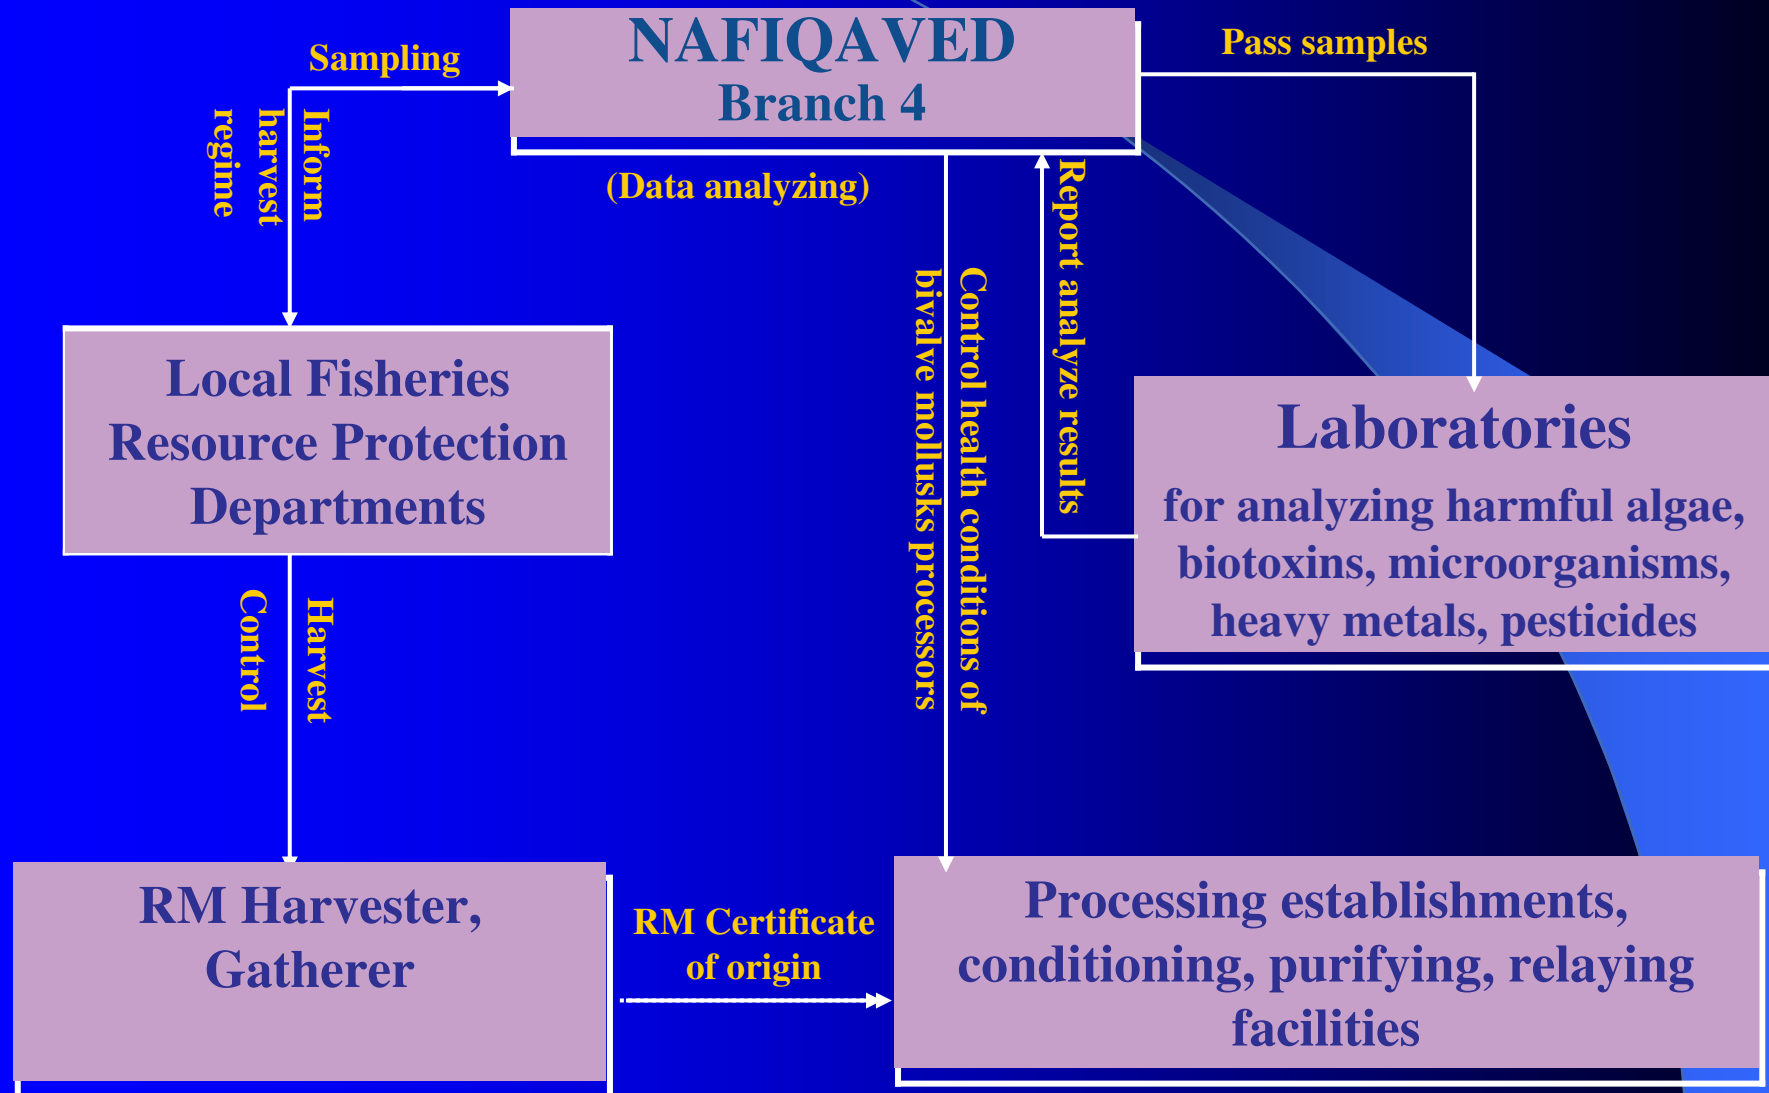 NAFIQAVED
Branch 4
Sampling
Pass samples
Inform
harvest
regime
(Data analyzing)
Report analyze results
Control health conditions of
bivalve mollusks processors
Local Fisheries
Resource Protection
Departments
Laboratories
for analyzing harmful algae,
biotoxins, microorganisms,
heavy metals, pesticides
Harvest
Control
RM Harvester,
Gatherer
RM Certificate
of origin
Processing establishments,
conditioning, purifying, relaying
facilities